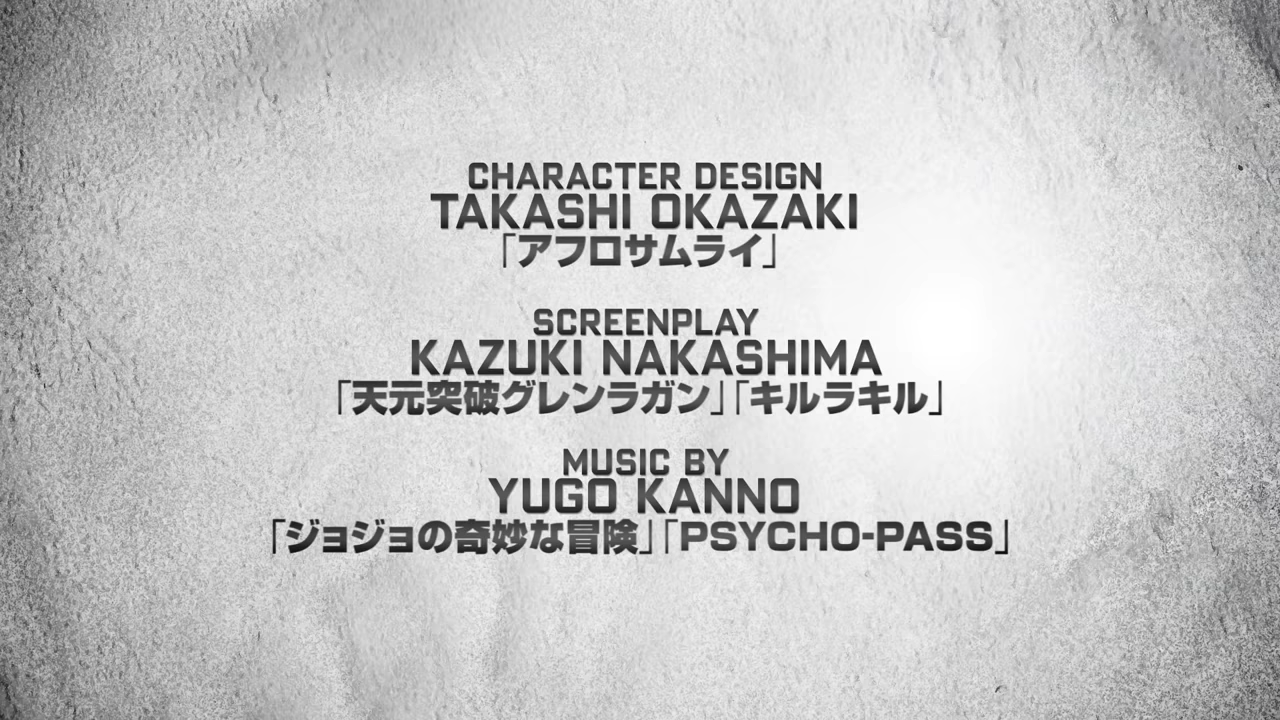 CHARACTER DESIGN
TAKASHI OKAZAKI
「アフロサムライ」
SCREENPLAY
KAZUKI NAKASHIMA
「天元突破グレンラガン」「キルラキル」
MUSIC BY
YUGO KANNO
「ジョジョの奇妙な冒険」「PSYCHO-PASS」